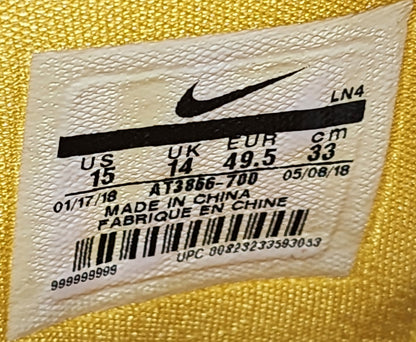 LN4
US UK EUR cm
15 14 49.5 33
01/17/18 AT3866-700 05/08/18
MADE IN CHINA
FABRIQUE EN CHINE
999999999
UPC 00823233593053